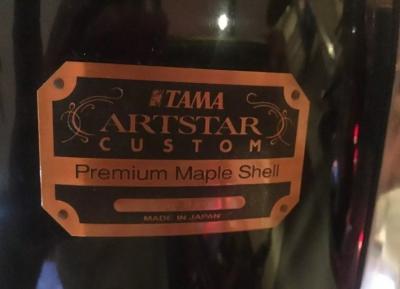 TAMA
ARTSTAR
CUSTOM
Premium Maple Shell
MADE IN JAPAN